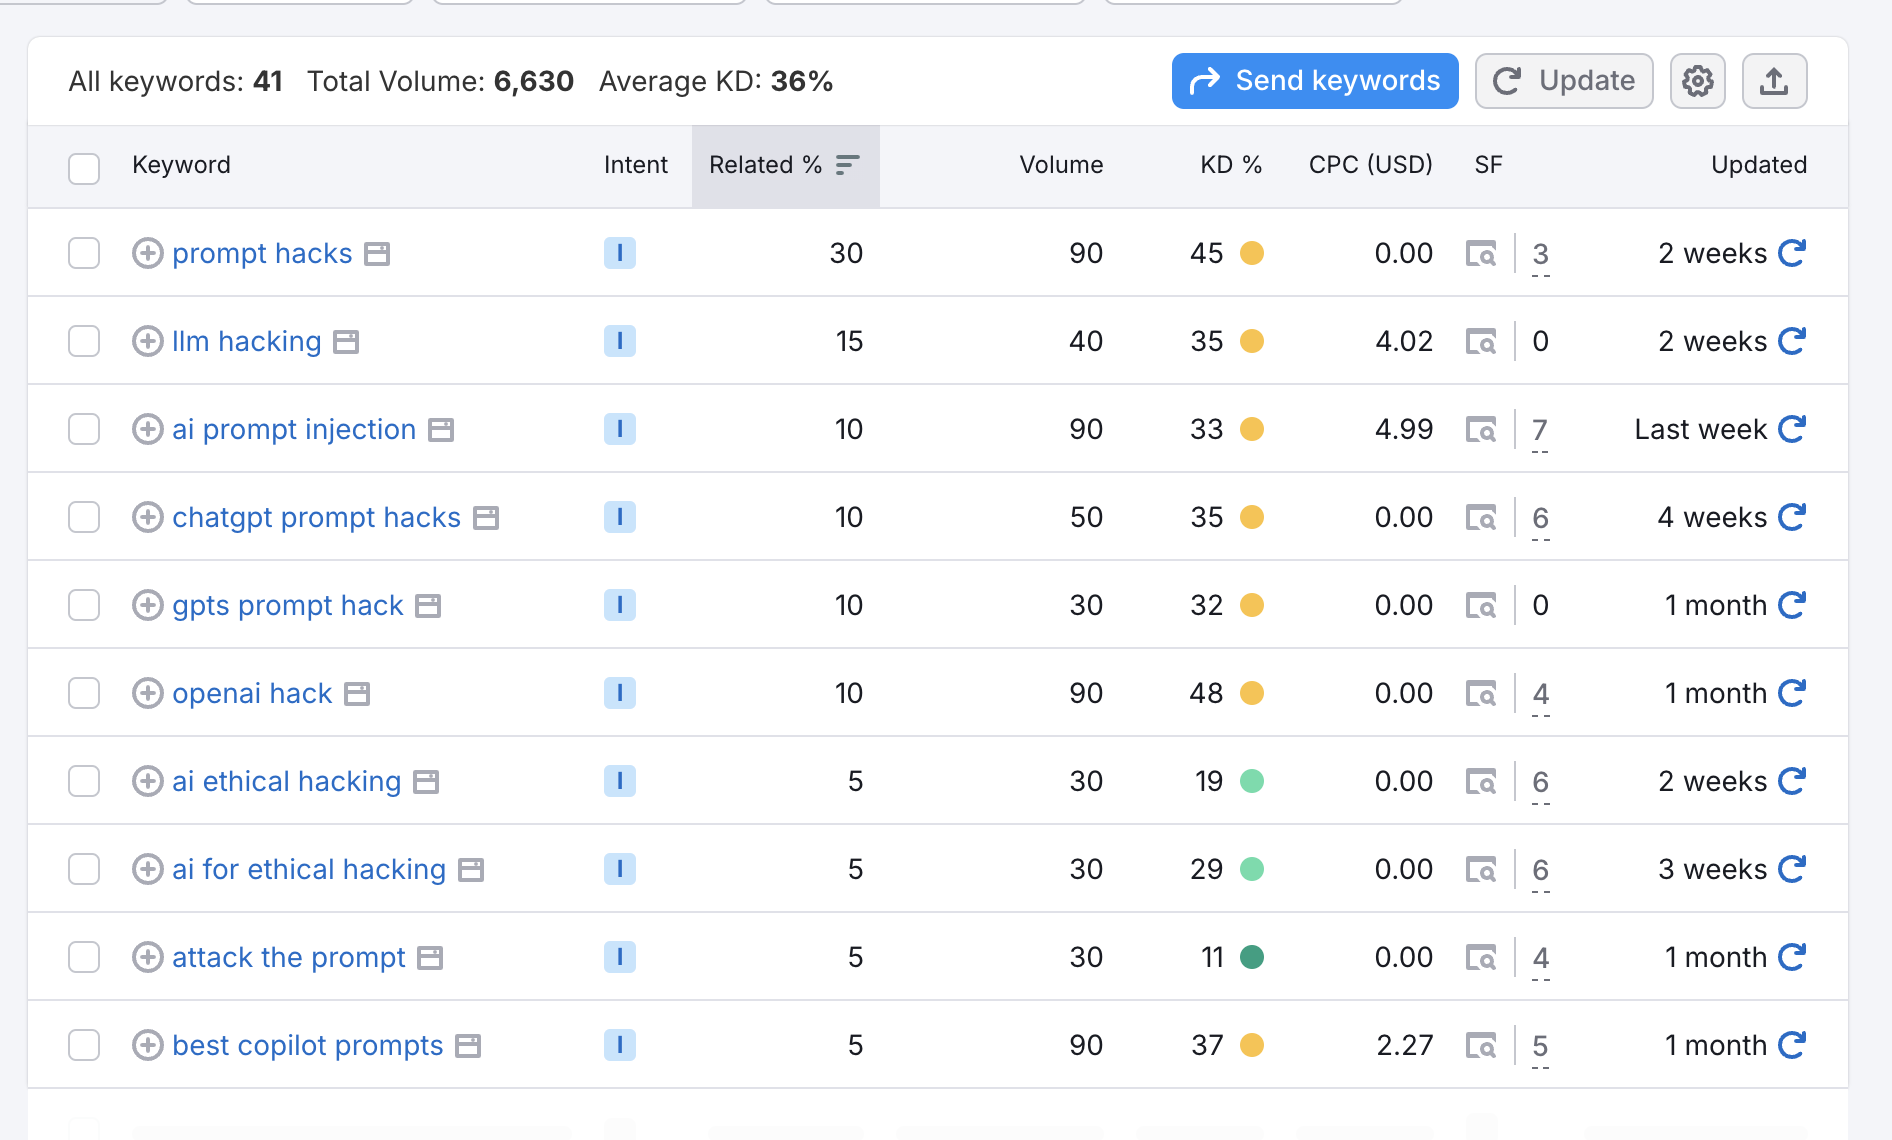 All keywords: 41 Total Volume: 6,630 Average KD: 36% Send keywords Update
Keyword Intent Related % Volume KD % CPC (USD) SF Updated
prompt hacks I 30 90 45 0.00 3 2 weeks
llm hacking I 15 40 35 4.02 0 2 weeks
ai prompt injection I 10 90 33 4.99 7 Last week
chatgpt prompt hacks I 10 50 35 0.00 6 4 weeks
gpts prompt hack I 10 30 32 0.00 0 1 month
openai hack I 10 90 48 0.00 4 1 month
ai ethical hacking I 5 30 19 0.00 6 2 weeks
ai for ethical hacking I 5 30 29 0.00 6 3 weeks
attack the prompt I 5 30 11 0.00 4 1 month
best copilot prompts I 5 90 37 2.27 5 1 month